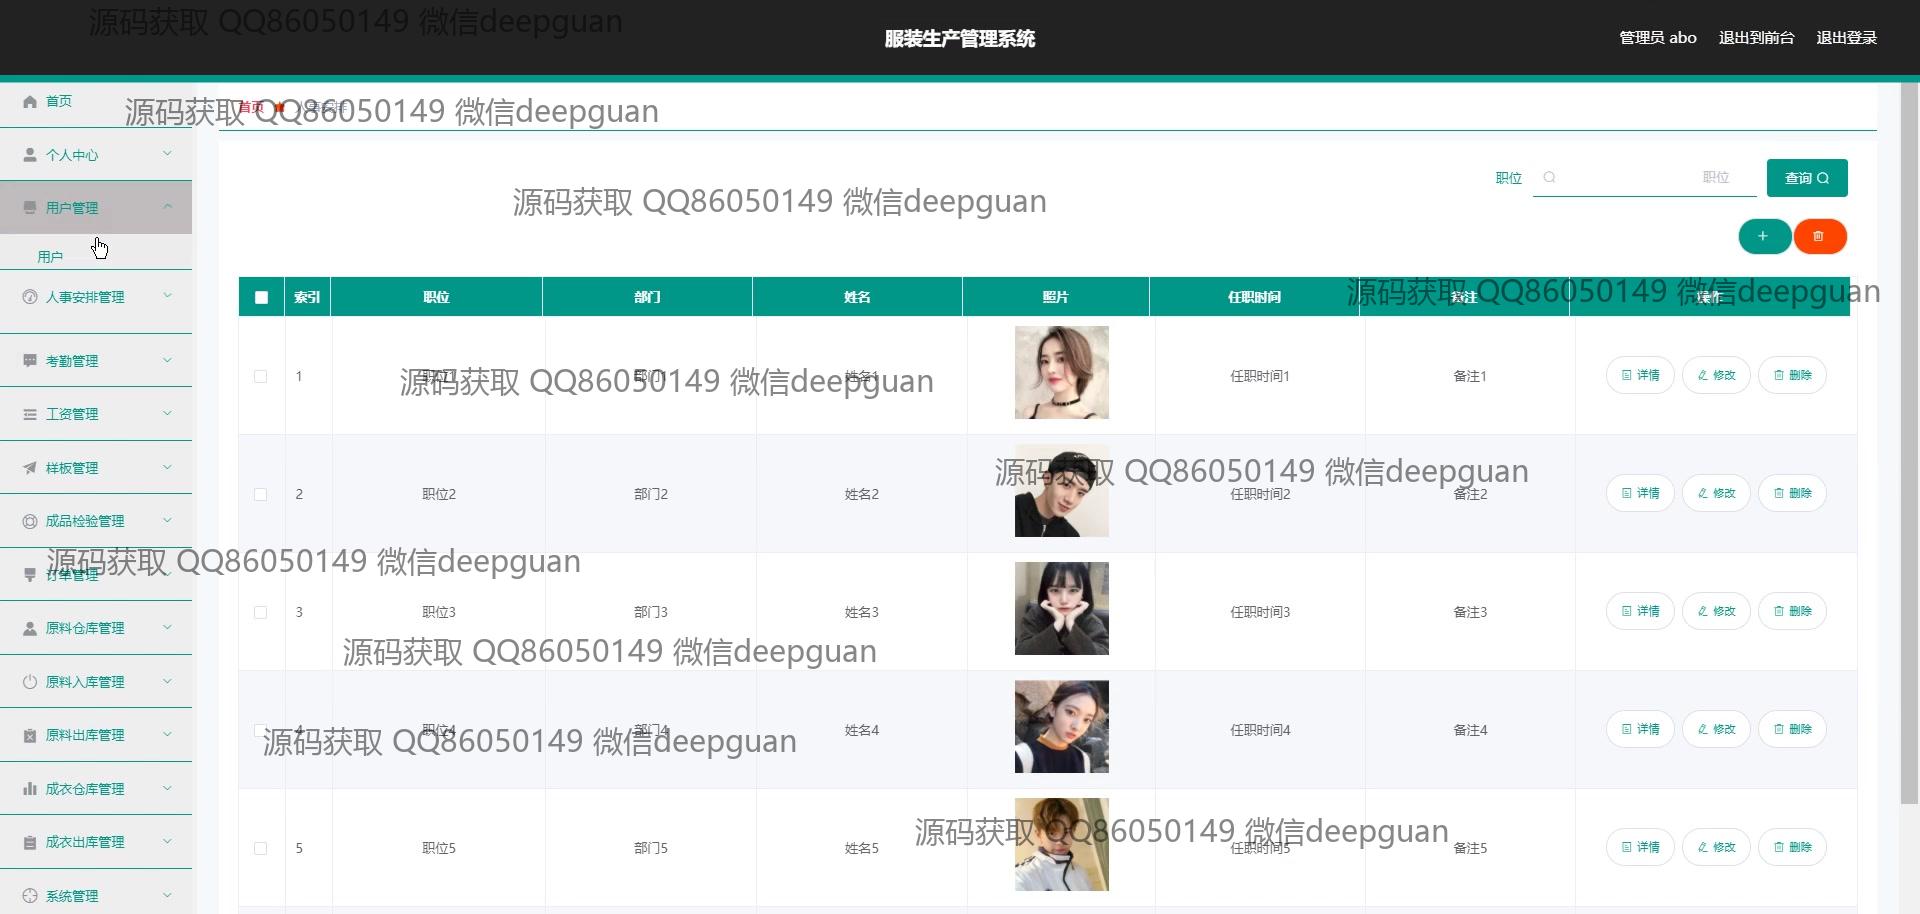 源码获取 QQ86050149 微信deepguan
服装生产管理系统
管理员 abo 退出到前台 退出登录
首页
首页 人事安排
源码获取 QQ86050149 微信deepguan
个人中心
职位 职位 查询
用户管理
源码获取 QQ86050149 微信deepguan
用户
人事安排管理
索引 职位 部门 姓名 照片 任职时间 备注 操作
源码获取 QQ86050149 微信deepguan
考勤管理
1 职位1 部门1 姓名1 任职时间1 备注1 详情 修改 删除
源码获取 QQ86050149 微信deepguan
工资管理
样板管理
源码获取 QQ86050149 微信deepguan
2 职位2 部门2 姓名2 任职时间2 备注2 详情 修改 删除
成品检验管理
源码获取 QQ86050149 微信deepguan
订单管理
3 职位3 部门3 姓名3 任职时间3 备注3 详情 修改 删除
原料仓库管理
源码获取 QQ86050149 微信deepguan
原料入库管理
4 职位4 部门4 姓名4 任职时间4 备注4 详情 修改 删除
原料出库管理
源码获取 QQ86050149 微信deepguan
成衣仓库管理
源码获取 QQ86050149 微信deepguan
成衣出库管理
5 职位5 部门5 姓名5 任职时间5 备注5 详情 修改 删除
系统管理